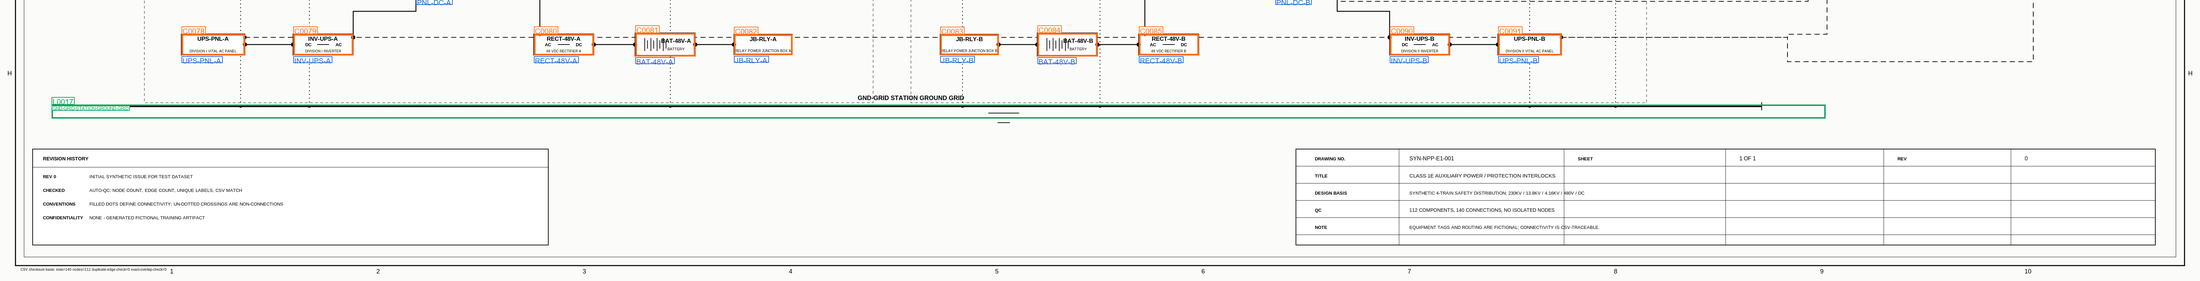 PNL-DC-A
PNL-DC-B
C0078
UPS-PNL-A
DIVISION I VITAL AC PANEL
UPS-PNL-A
C0079
INV-UPS-A
DC AC
DIVISION I INVERTER
INV-UPS-A
C0080
RECT-48V-A
AC DC
48 VDC RECTIFIER A
RECT-48V-A
C0081
BAT-48V-A
BATTERY
BAT-48V-A
C0082
JB-RLY-A
RELAY POWER JUNCTION BOX A
JB-RLY-A
C0083
JB-RLY-B
RELAY POWER JUNCTION BOX B
JB-RLY-B
C0084
BAT-48V-B
BATTERY
BAT-48V-B
C0085
RECT-48V-B
AC DC
48 VDC RECTIFIER B
RECT-48V-B
C0090
INV-UPS-B
DC AC
DIVISION II INVERTER
INV-UPS-B
C0091
UPS-PNL-B
DIVISION II VITAL AC PANEL
UPS-PNL-B
H
H
L0017
GND-GRID STATION GROUND GRID
GND-GRID STATION GROUND GRID
REVISION HISTORY
REV 0 INITIAL SYNTHETIC ISSUE FOR TEST DATASET
CHECKED AUTO-QC: NODE COUNT, EDGE COUNT, UNIQUE LABELS, CSV MATCH
CONVENTIONS FILLED DOTS DEFINE CONNECTIVITY; UN-DOTTED CROSSINGS ARE NON-CONNECTIONS
CONFIDENTIALITY NONE - GENERATED FICTIONAL TRAINING ARTIFACT
DRAWING NO. SYN-NPP-E1-001 SHEET 1 OF 1 REV 0
TITLE CLASS 1E AUXILIARY POWER / PROTECTION INTERLOCKS
DESIGN BASIS SYNTHETIC 4-TRAIN SAFETY DISTRIBUTION; 230KV / 13.8KV / 4.16KV / 480V / DC
QC 112 COMPONENTS, 140 CONNECTIONS, NO ISOLATED NODES
NOTE EQUIPMENT TAGS AND ROUTING ARE FICTIONAL; CONNECTIVITY IS CSV-TRACEABLE.
1 2 3 4 5 6 7 8 9 10